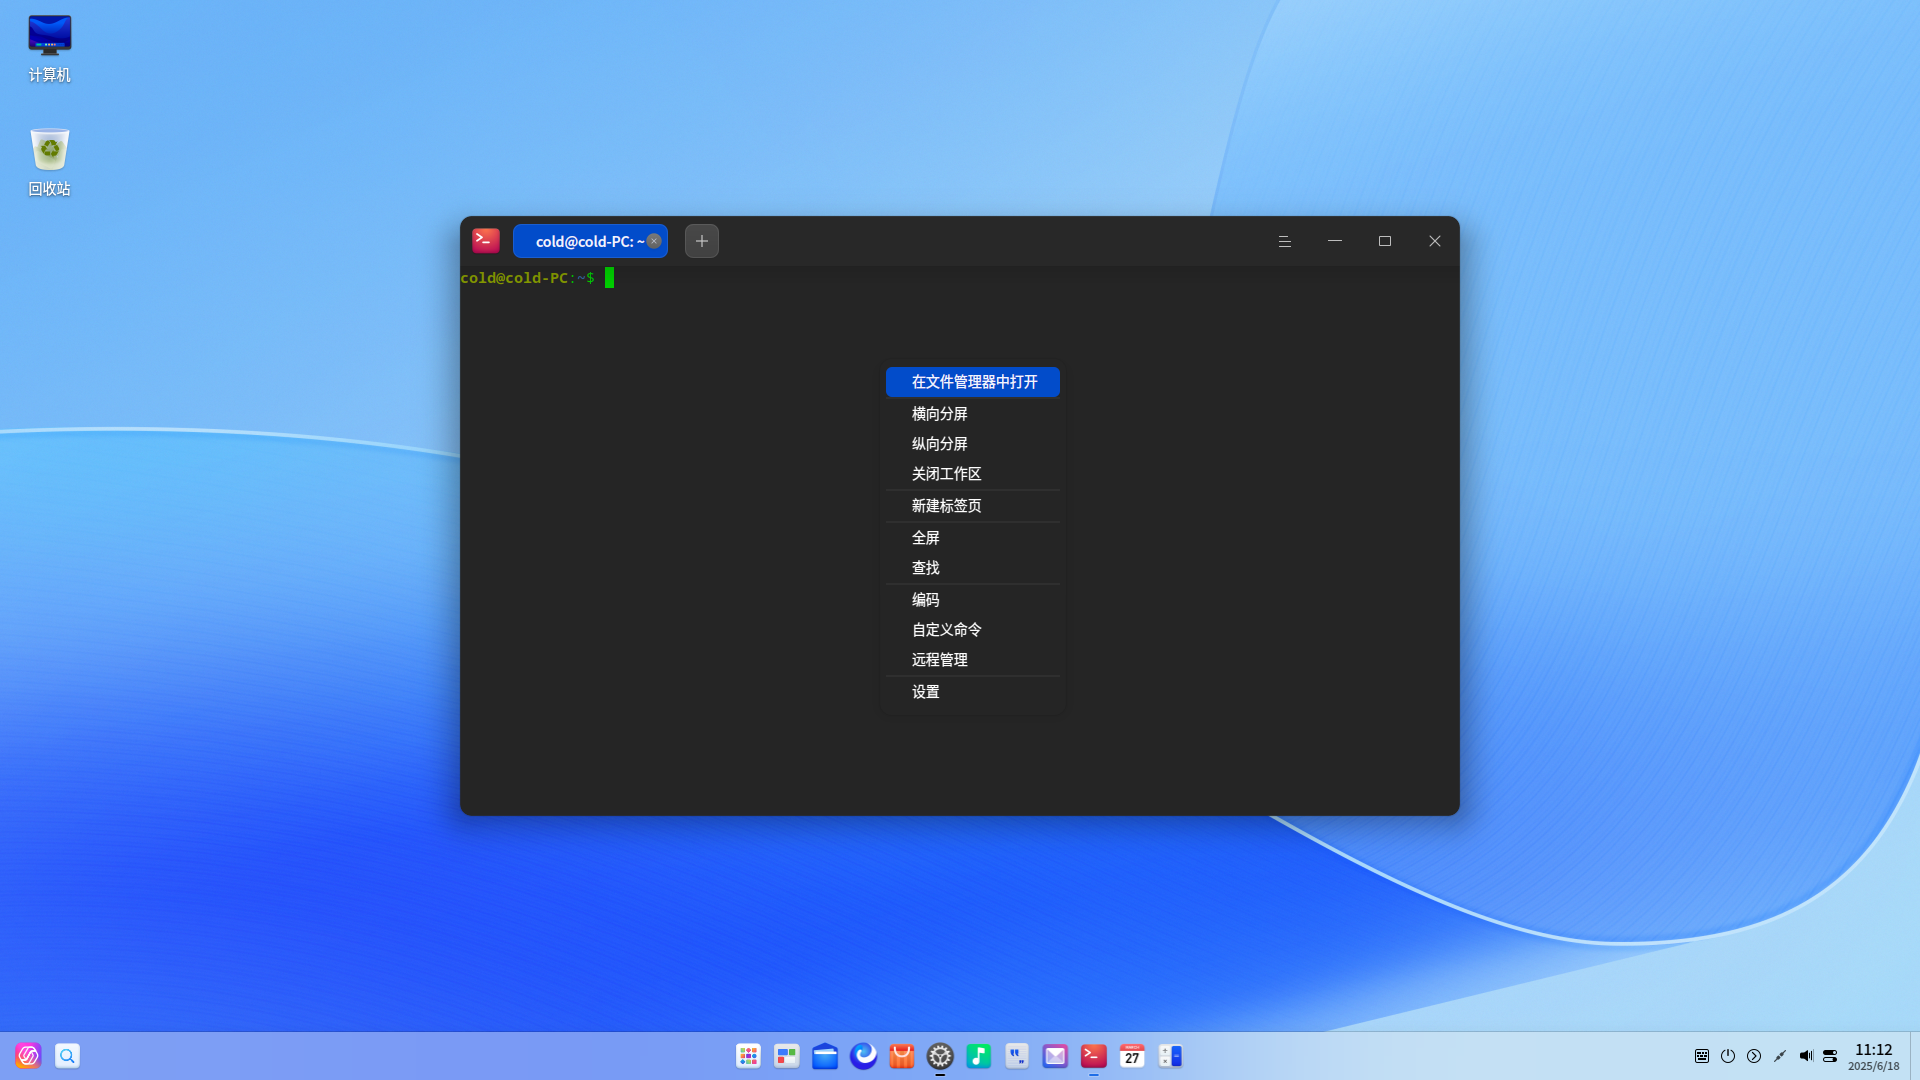 计算机
回收站
cold@cold-PC: ~
cold@cold-PC:~$
在文件管理器中打开
横向分屏
纵向分屏
关闭工作区
新建标签页
全屏
查找
编码
自定义命令
远程管理
设置
MARCH
27
11:12
2025/6/18